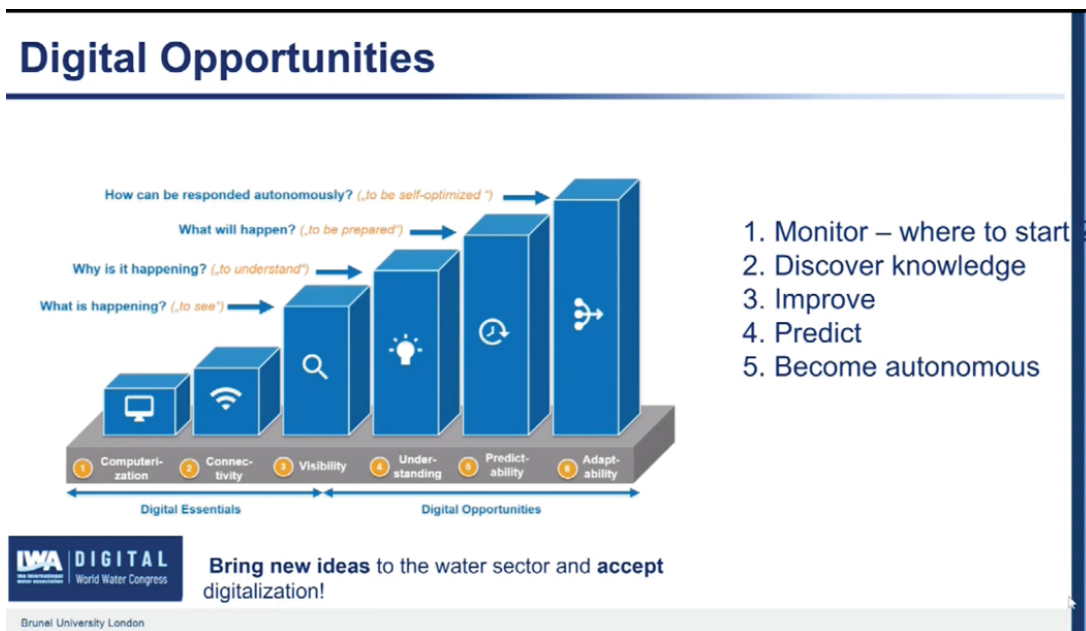 Digital Opportunities
How can be responded autonomously? („to be self-optimized “)
What will happen? („to be prepared“)
Why is it happening? („to understand“)
What is happening? („to see“)
1 Computeri-
zation
2 Connec-
tivity
3 Visibility
4 Under-
standing
5 Predict-
ability
6 Adapt-
ability
Digital Essentials
Digital Opportunities
1. Monitor – where to start ?
2. Discover knowledge
3. Improve
4. Predict
5. Become autonomous
IWA
the international
water association
DIGITAL
World Water Congress
Bring new ideas to the water sector and accept
digitalization!
Brunel University London